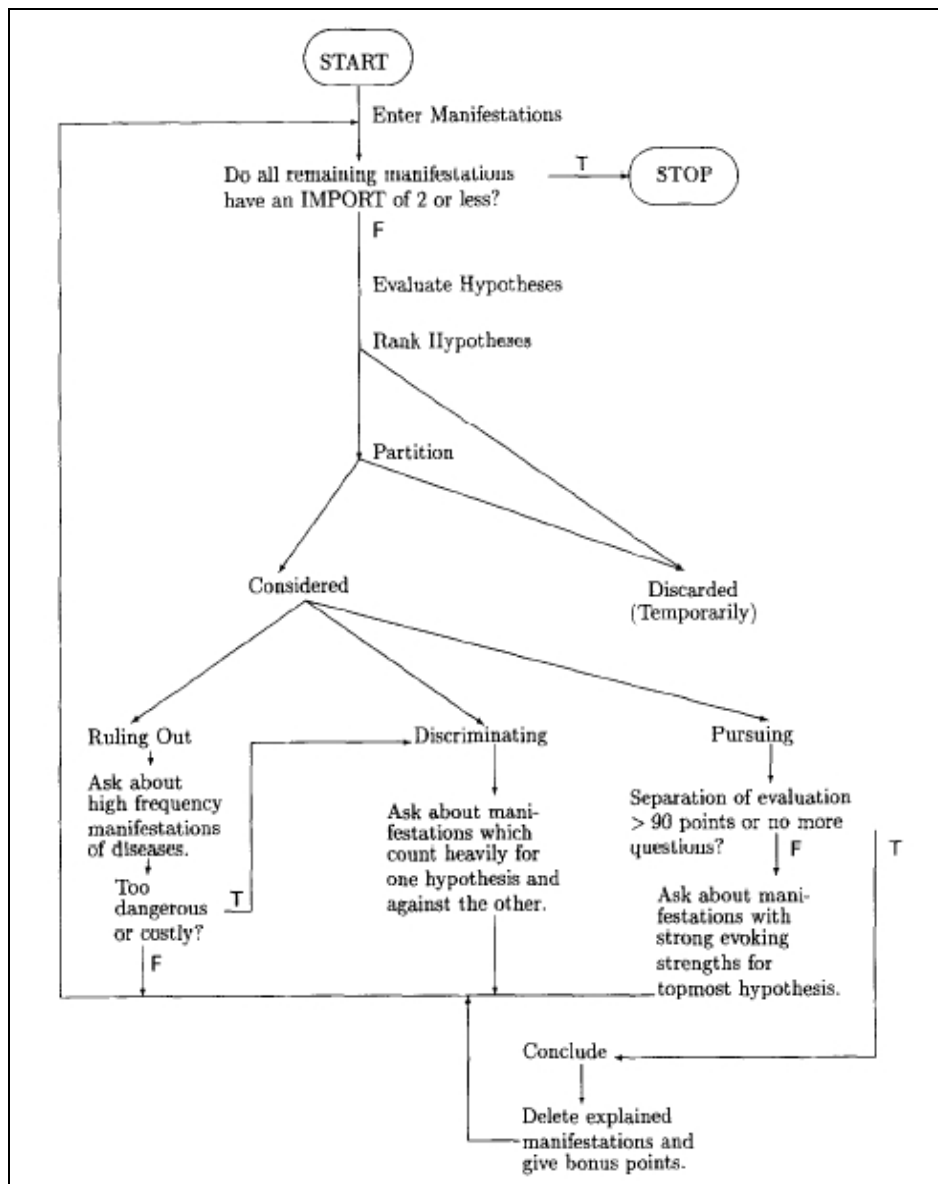 START
Enter Manifestations
Do all remaining manifestations
have an IMPORT of 2 or less?
T
STOP
F
Evaluate Hypotheses
Rank Hypotheses
Partition
Considered
Discarded
(Temporarily)
Ruling Out
Ask about
high frequency
manifestations
of diseases.
Too
dangerous
or costly?
T
F
Discriminating
Ask about mani-
festations which
count heavily for
one hypothesis and
against the other.
Pursuing
Separation of evaluation
> 90 points or no more
questions?
F
T
Ask about mani-
festations with
strong evoking
strengths for
topmost hypothesis.
Conclude
Delete explained
manifestations and
give bonus points.